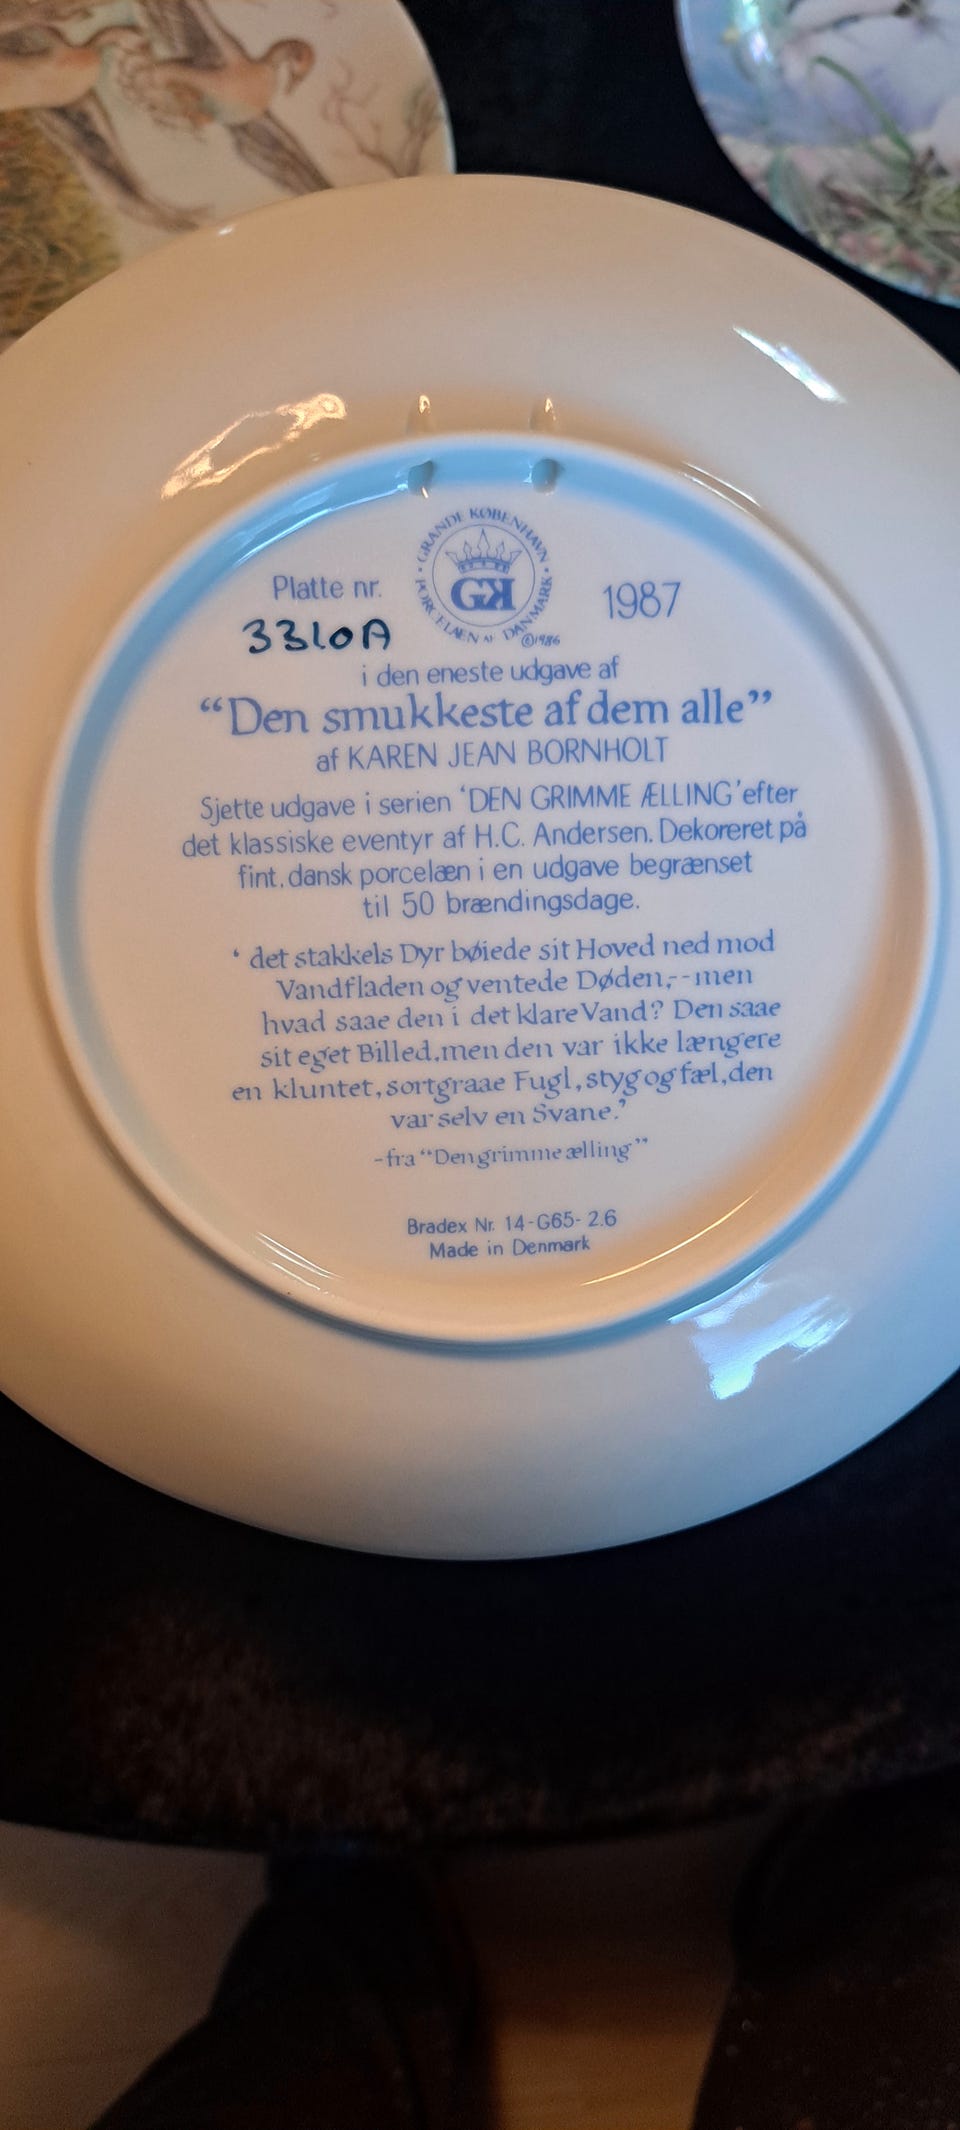 GRANDE KØBENHAVN
PORCELÆN AF DANMARK
GK
©1986
Platte nr.
1987
3310A
i den eneste udgave af
“Den smukkeste af dem alle”
af KAREN JEAN BORNHOLT
Sjette udgave i serien ‘DEN GRIMME ÆLLING’ efter
det klassiske eventyr af H.C. Andersen. Dekoreret på
fint, dansk porcelæn i en udgave begrænset
til 50 brændingsdage.
‘ det stakkels Dyr bøiede sit Hoved ned mod
Vandfladen og ventede Døden,--men
hvad saae den i det klare Vand? Den saae
sit eget Billed, men den var ikke længere
en kluntet, sortgraae Fugl, styg og fæl, den
var selv en Svane.’
-fra “Den grimme ælling”
Bradex Nr. 14-G65-2.6
Made in Denmark